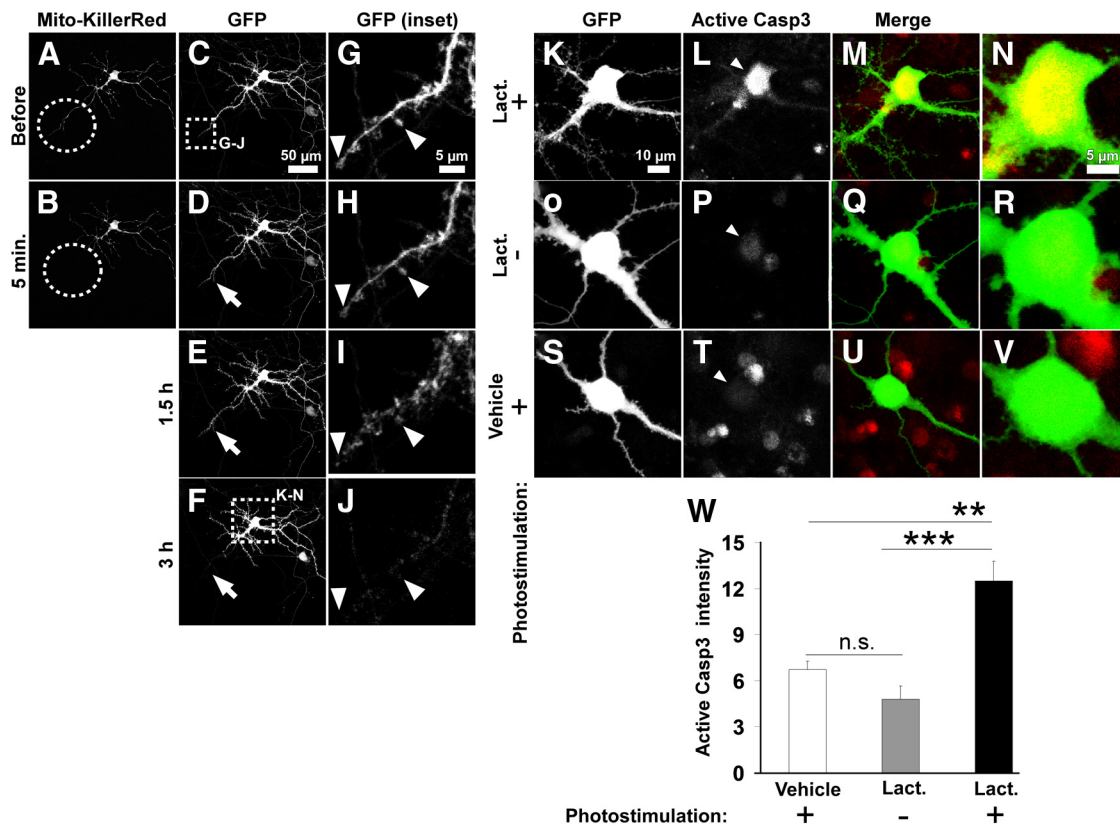 Mito-KillerRed GFP GFP (inset) GFP Active Casp3 Merge
Before A C G Lact. + K L M N
G-J
50 µm 5 µm 10 µm 5 µm
5 min. B D H Lact. - O P Q R
1.5 h E I Vehicle + S T U V
3 h F K-N J
Photostimulation:
W
** 
***
n.s.
Active Casp3 intensity
15
12
9
6
3
0
Vehicle Lact. Lact.
Photostimulation: + - +